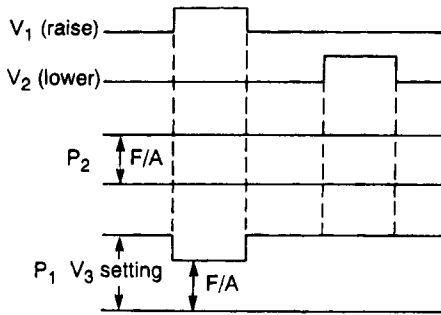 V₁ (raise)
V₂ (lower)
P₂ F/A
P₁ V₃ setting
F/A